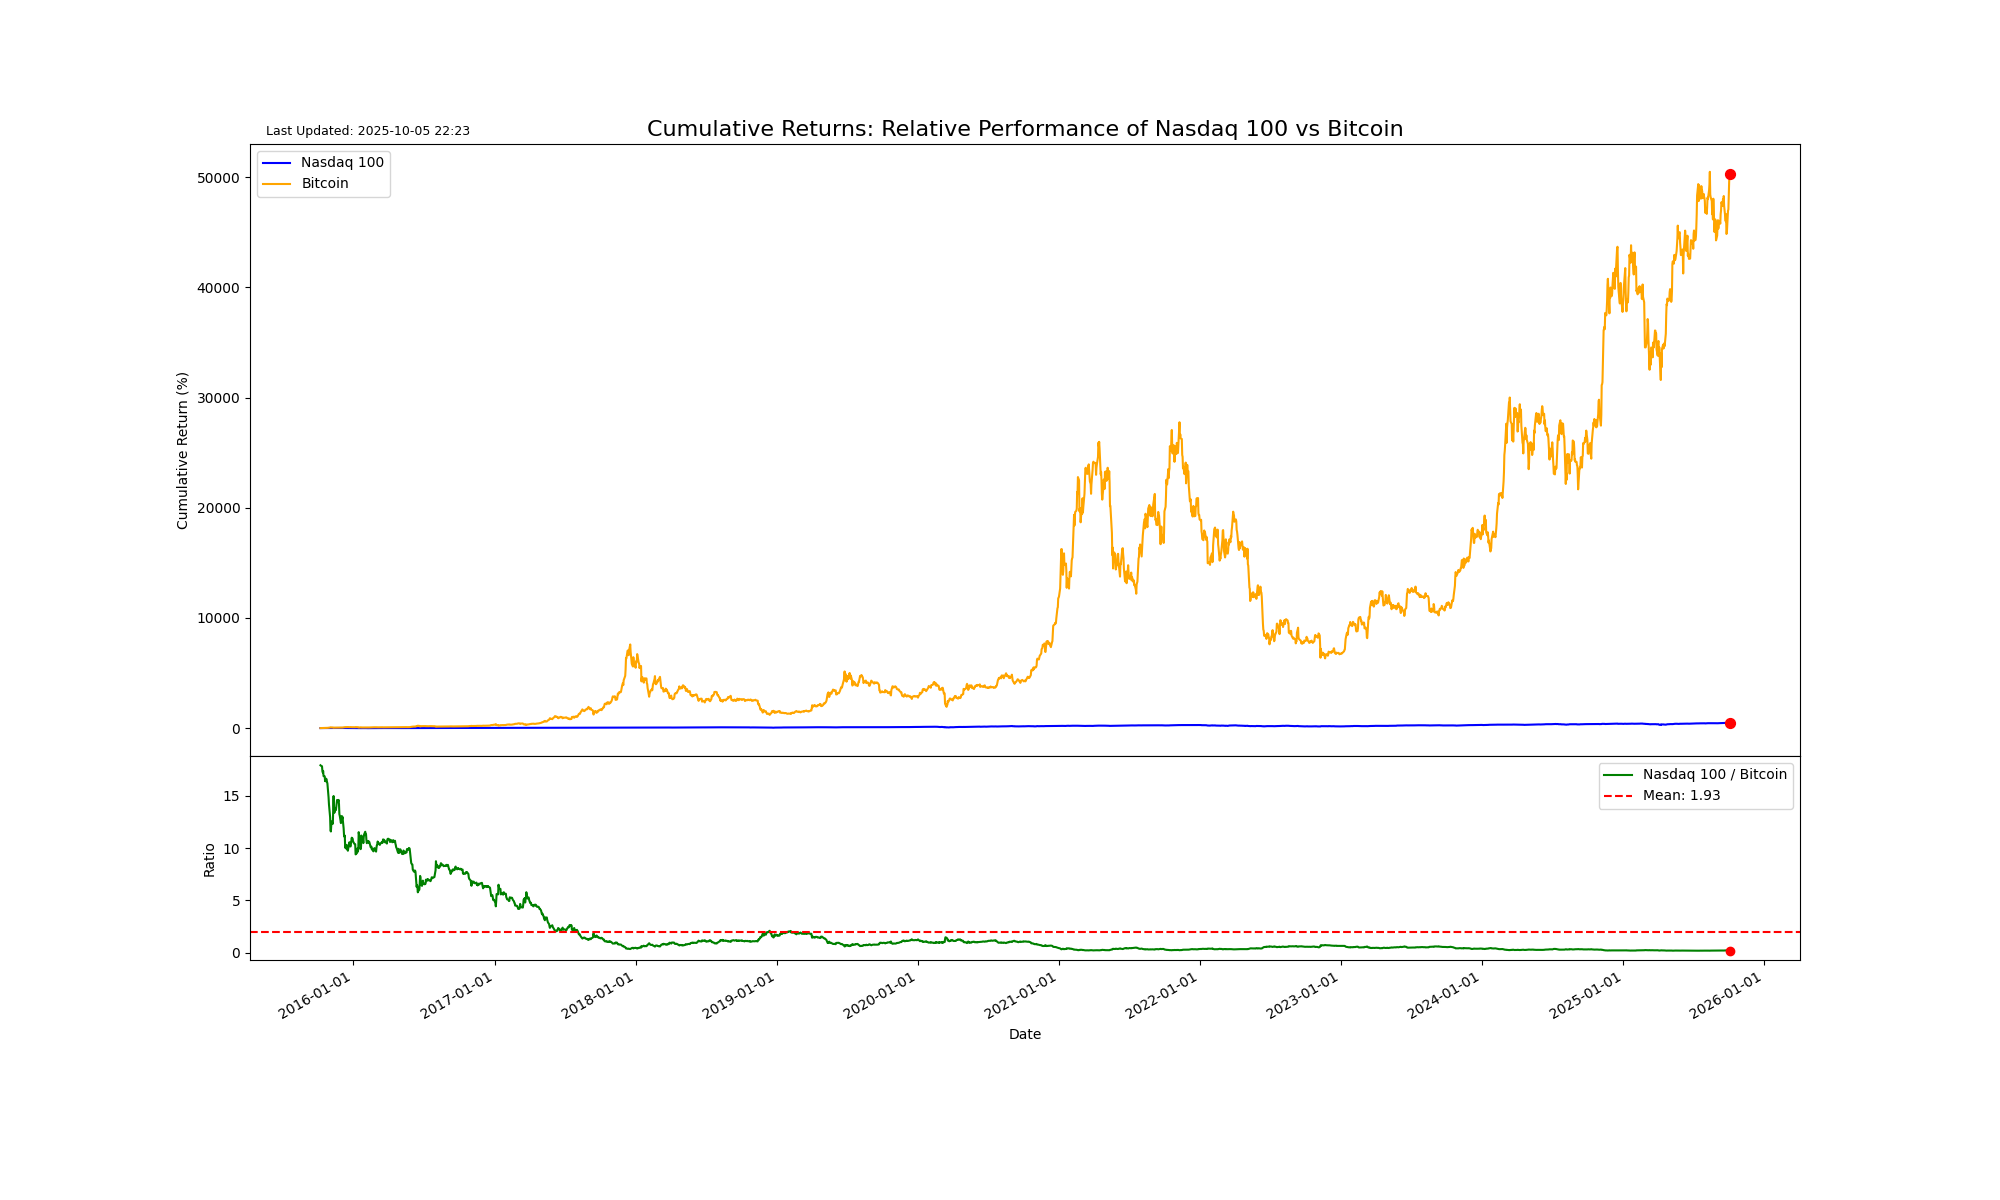 Last Updated: 2025-10-05 22:23
Cumulative Returns: Relative Performance of Nasdaq 100 vs Bitcoin
Nasdaq 100
Bitcoin
50000
40000
30000
20000
10000
0
Cumulative Return (%)
Nasdaq 100 / Bitcoin
Mean: 1.93
15
10
5
0
Ratio
2016-01-01
2017-01-01
2018-01-01
2019-01-01
2020-01-01
2021-01-01
2022-01-01
2023-01-01
2024-01-01
2025-01-01
2026-01-01
Date